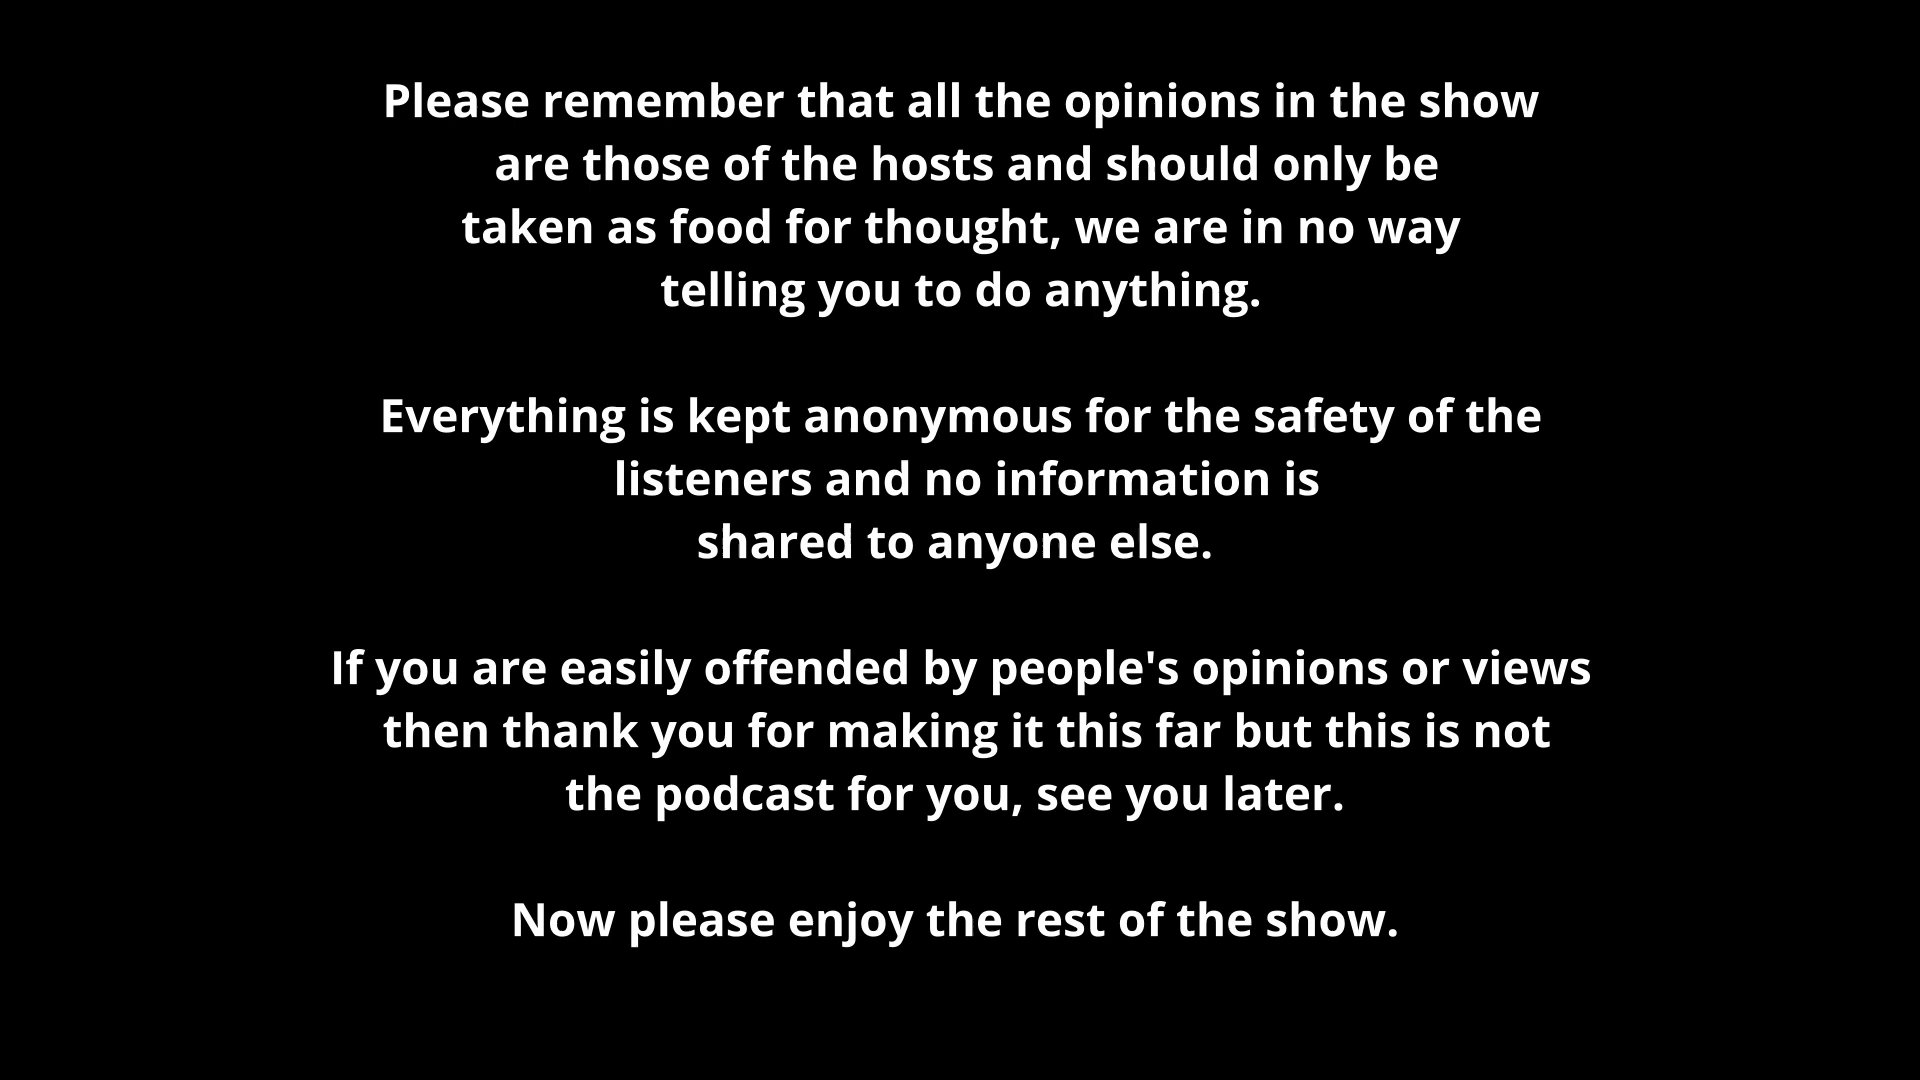 Please remember that all the opinions in the show
are those of the hosts and should only be
taken as food for thought, we are in no way
telling you to do anything.
Everything is kept anonymous for the safety of the
listeners and no information is
shared to anyone else.
If you are easily offended by people's opinions or views
then thank you for making it this far but this is not
the podcast for you, see you later.
Now please enjoy the rest of the show.